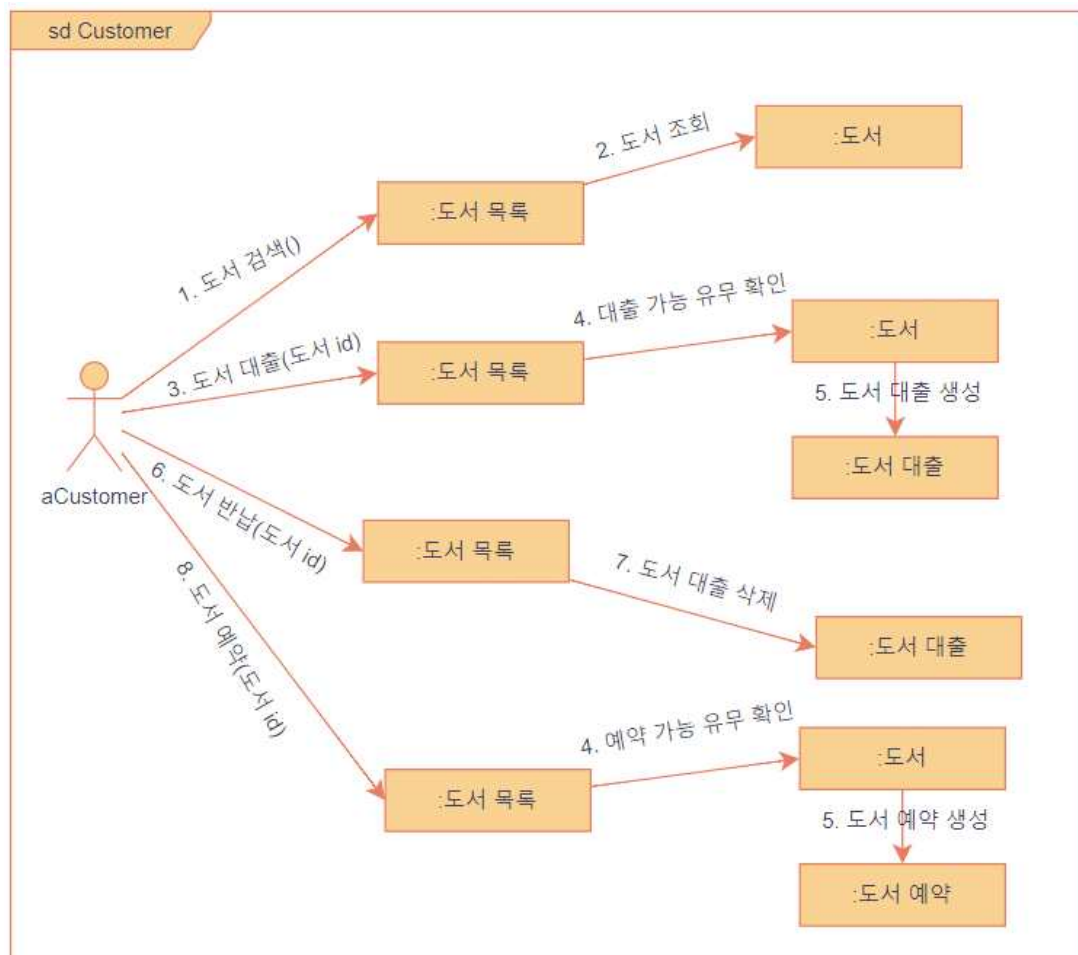 sd Customer
:도서
2. 도서 조회
:도서 목록
1. 도서 검색()
4. 대출 가능 유무 확인
:도서
3. 도서 대출(도서 id)
:도서 목록
5. 도서 대출 생성
:도서 대출
aCustomer
6. 도서 반납(도서 id)
:도서 목록
7. 도서 대출 삭제
:도서 대출
8. 도서 예약(도서 id)
4. 예약 가능 유무 확인
:도서
:도서 목록
5. 도서 예약 생성
:도서 예약